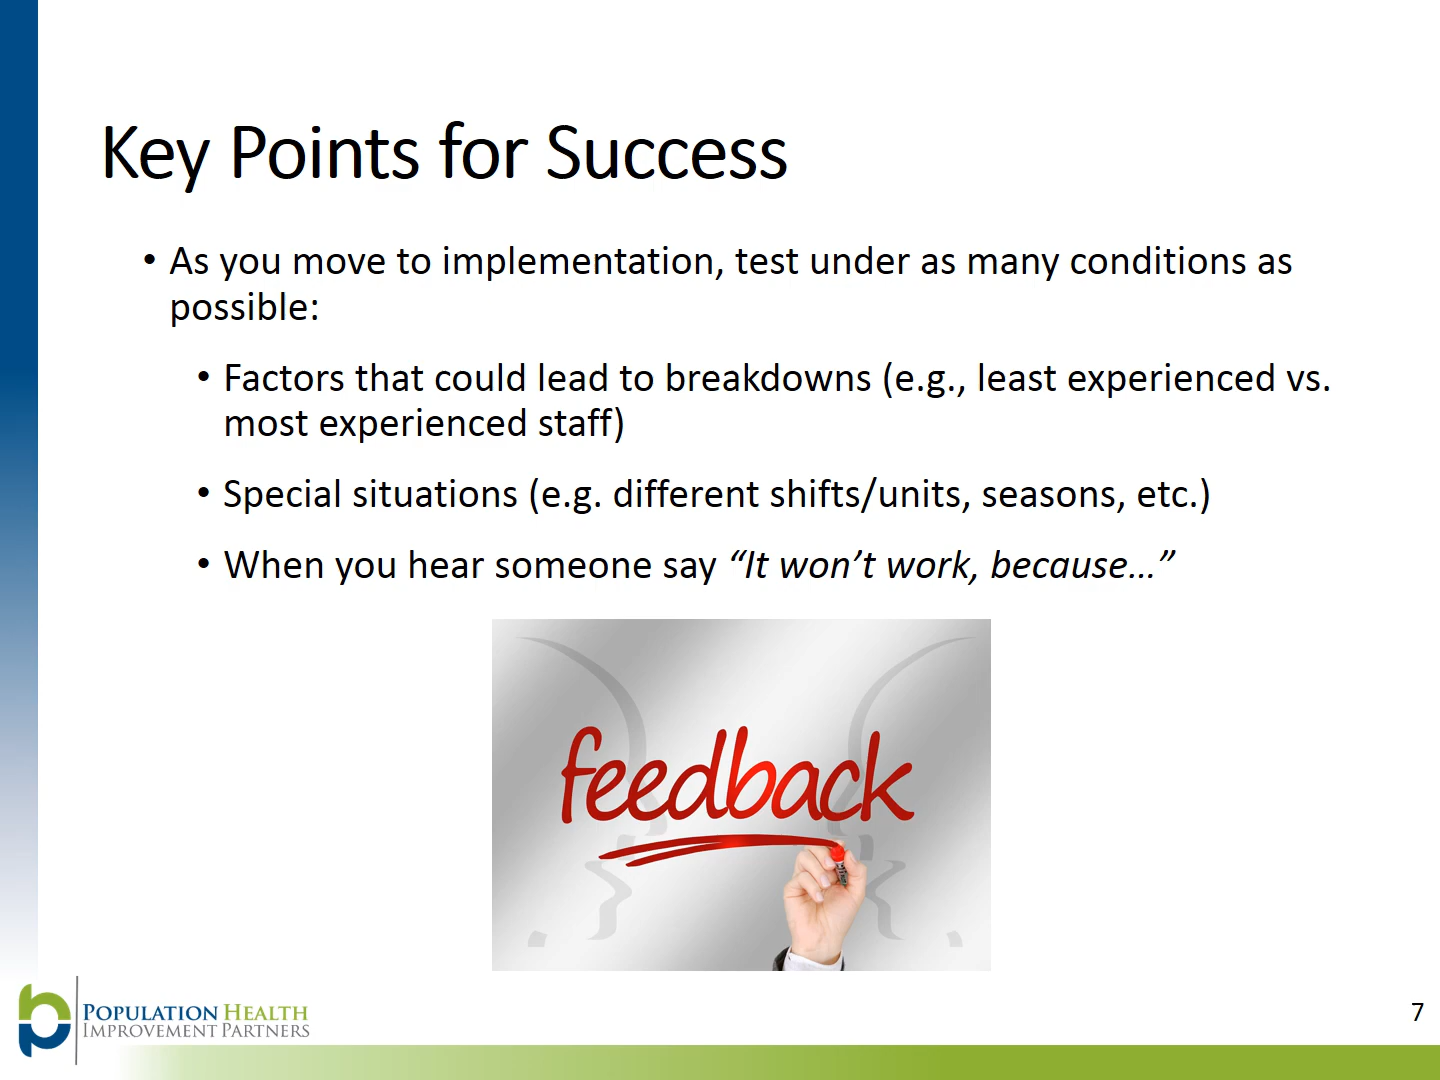 Key Points for Success
• As you move to implementation, test under as many conditions as
possible:
• Factors that could lead to breakdowns (e.g., least experienced vs.
most experienced staff)
• Special situations (e.g. different shifts/units, seasons, etc.)
• When you hear someone say “It won’t work, because…”
feedback
POPULATION HEALTH
IMPROVEMENT PARTNERS
7